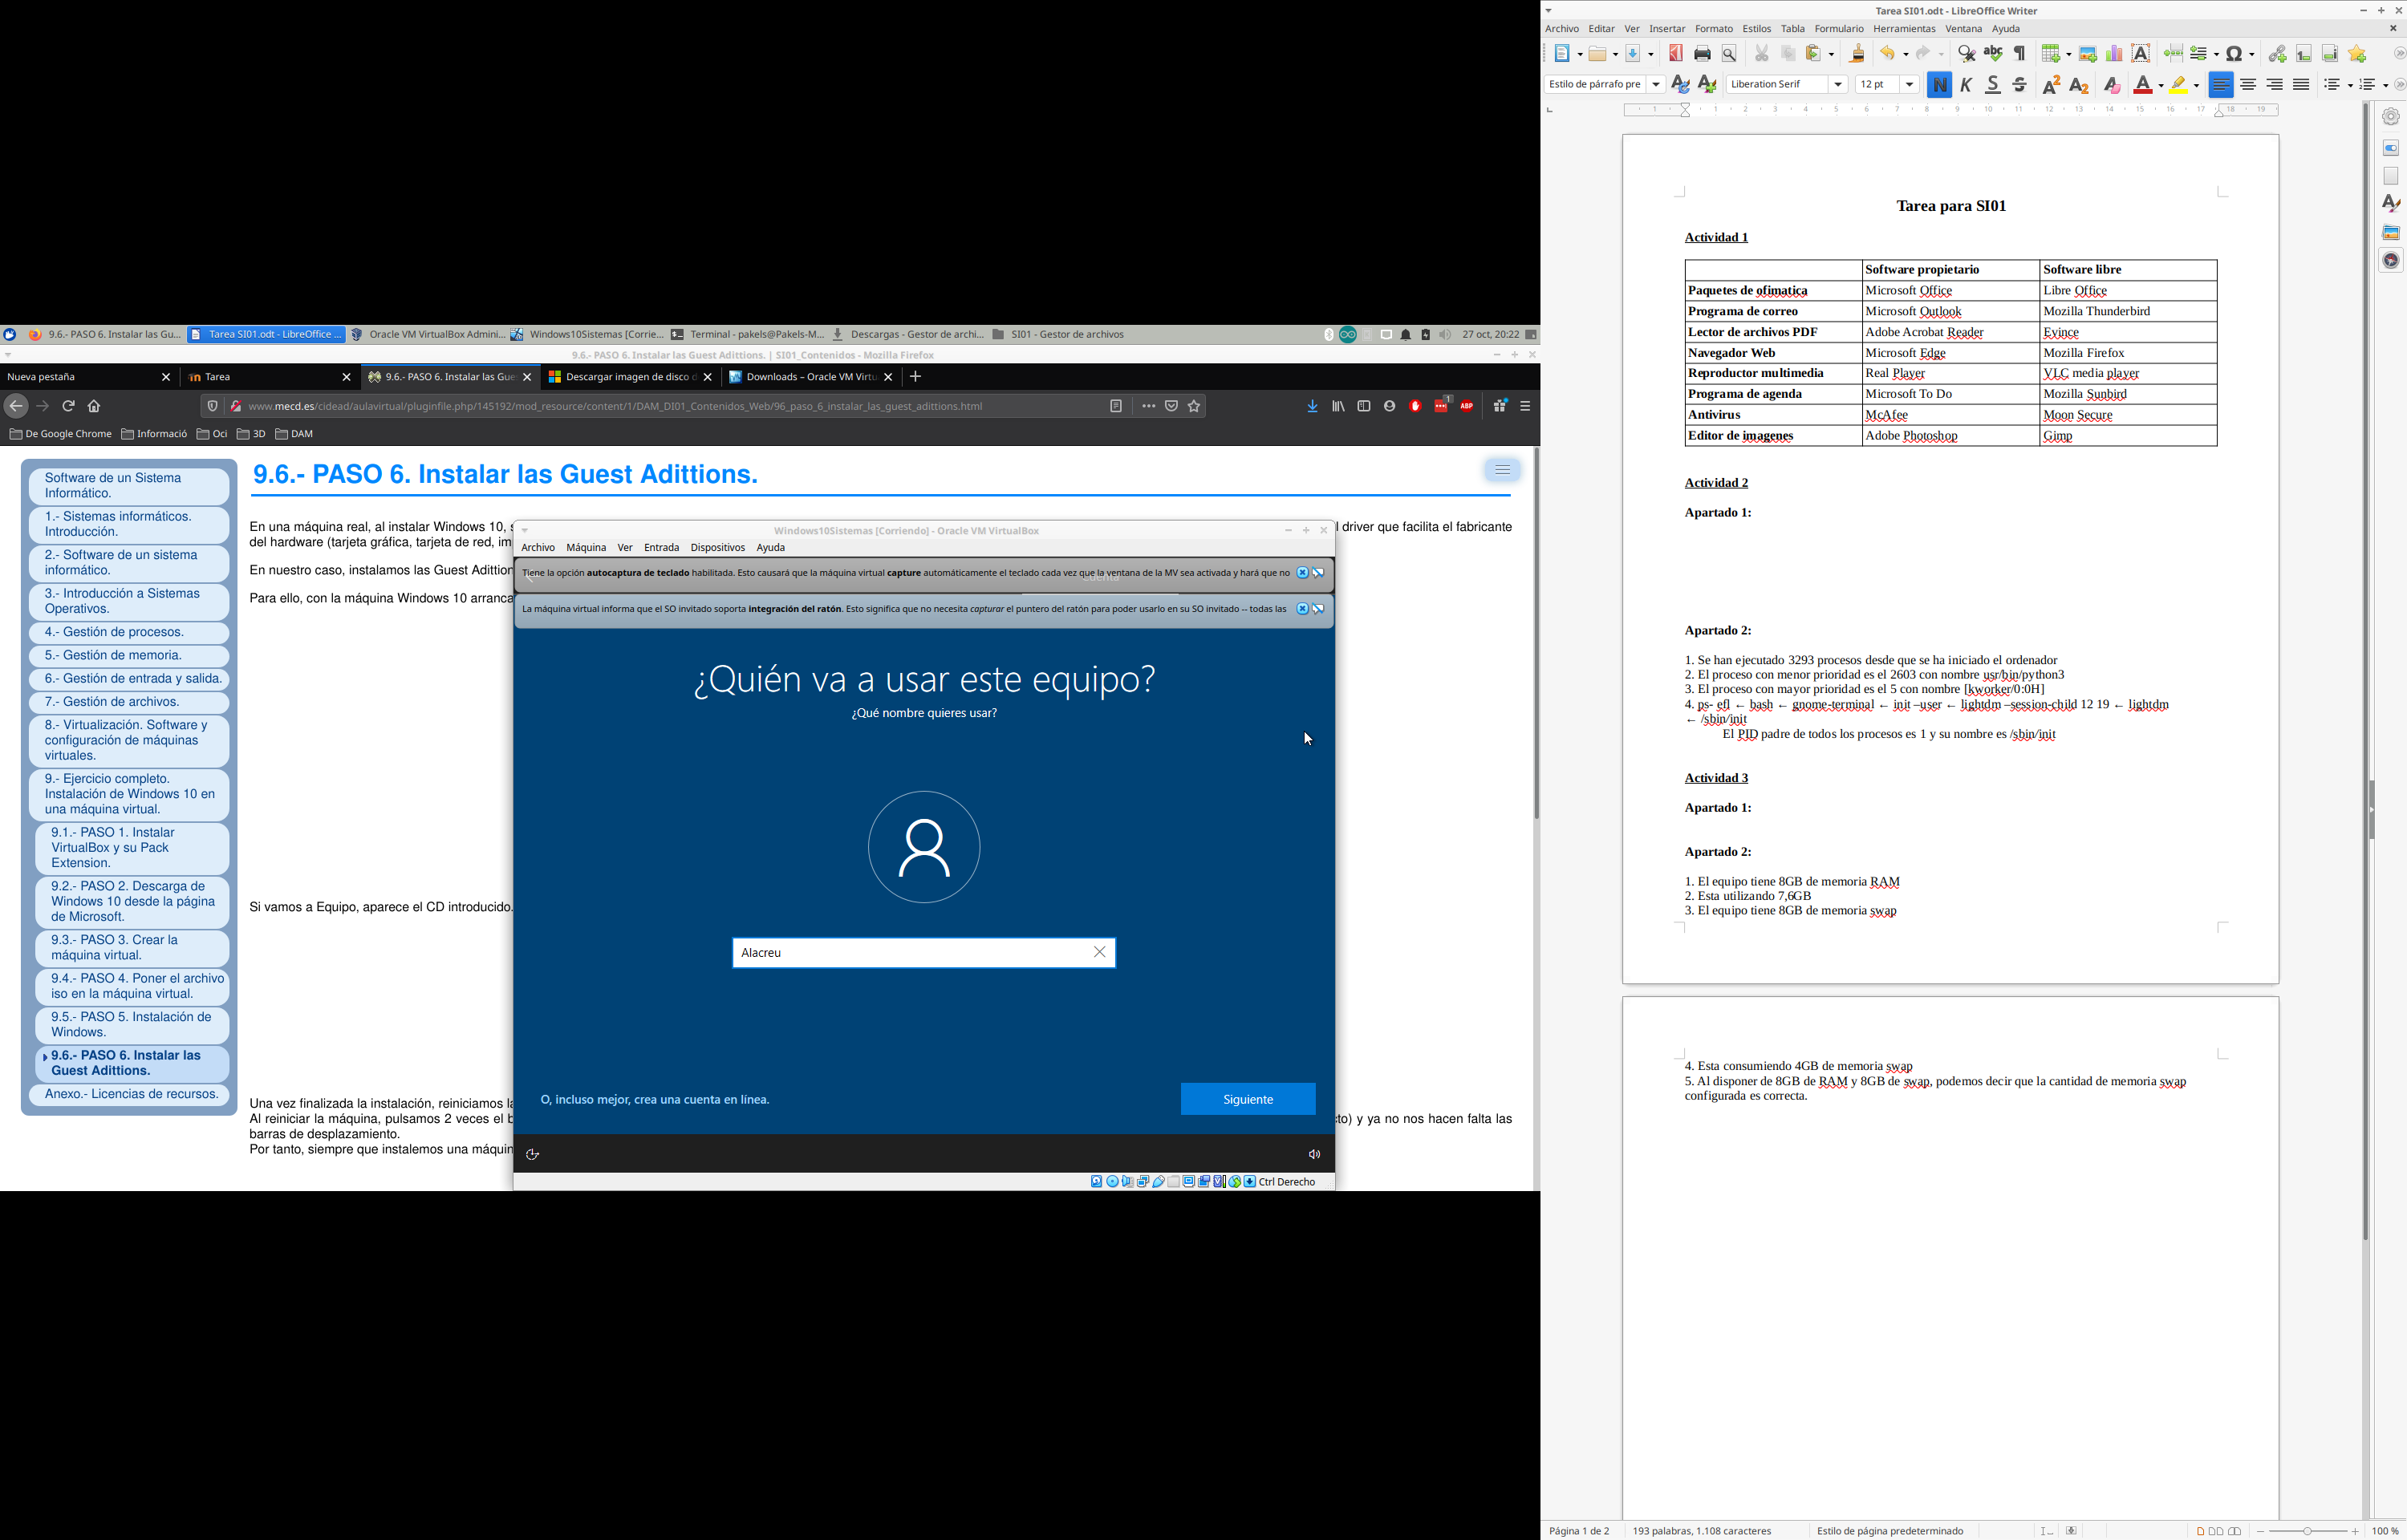 9.6.- PASO 6. Instalar las Gu...
Tarea SI01.odt - LibreOffice ...
Oracle VM VirtualBox Admini...
Windows10Sistemas [Corrie...
Terminal - pakels@Pakels-M...
Descargas - Gestor de archi...
SI01 - Gestor de archivos
27 oct, 20:22
9.6.- PASO 6. Instalar las Guest Adittions. | SI01_Contenidos - Mozilla Firefox
Nueva pestaña
Tarea
9.6.- PASO 6. Instalar las Gue
Descargar imagen de disco d
Downloads – Oracle VM Virtu
www.mecd.es/cidead/aulavirtual/pluginfile.php/145192/mod_resource/content/1/DAM_DI01_Contenidos_Web/96_paso_6_instalar_las_guest_adittions.html
1
ABP
De Google Chrome
Informació
Oci
3D
DAM
Software de un Sistema
Informático.
1.- Sistemas informáticos.
Introducción.
2.- Software de un sistema
informático.
3.- Introducción a Sistemas
Operativos.
4.- Gestión de procesos.
5.- Gestión de memoria.
6.- Gestión de entrada y salida.
7.- Gestión de archivos.
8.- Virtualización. Software y
configuración de máquinas
virtuales.
9.- Ejercicio completo.
Instalación de Windows 10 en
una máquina virtual.
9.1.- PASO 1. Instalar
VirtualBox y su Pack
Extension.
9.2.- PASO 2. Descarga de
Windows 10 desde la página
de Microsoft.
9.3.- PASO 3. Crear la
máquina virtual.
9.4.- PASO 4. Poner el archivo
iso en la máquina virtual.
9.5.- PASO 5. Instalación de
Windows.
9.6.- PASO 6. Instalar las
Guest Adittions.
Anexo.- Licencias de recursos.
9.6.- PASO 6. Instalar las Guest Adittions.
En una máquina real, al instalar Windows 10, s
l driver que facilita el fabricante
del hardware (tarjeta gráfica, tarjeta de red, im
En nuestro caso, instalamos las Guest Adittion
Para ello, con la máquina Windows 10 arranca
Si vamos a Equipo, aparece el CD introducido.
Una vez finalizada la instalación, reiniciamos la
Al reiniciar la máquina, pulsamos 2 veces el b
to) y ya no nos hacen falta las
barras de desplazamiento.
Por tanto, siempre que instalemos una máquin
Windows10Sistemas [Corriendo] - Oracle VM VirtualBox
Archivo Máquina Ver Entrada Dispositivos Ayuda
Tiene la opción autocaptura de teclado habilitada. Esto causará que la máquina virtual capture automáticamente el teclado cada vez que la ventana de la MV sea activada y hará que no
Cuenta
La máquina virtual informa que el SO invitado soporta integración del ratón. Esto significa que no necesita capturar el puntero del ratón para poder usarlo en su SO invitado -- todas las
¿Quién va a usar este equipo?
¿Qué nombre quieres usar?
Alacreu
O, incluso mejor, crea una cuenta en línea.
Siguiente
Ctrl Derecho
Tarea SI01.odt - LibreOffice Writer
Archivo Editar Ver Insertar Formato Estilos Tabla Formulario Herramientas Ventana Ayuda
Estilo de párrafo pre
Liberation Serif
12 pt
N K S S
1 1 2 3 4 5 6 7 8 9 10 11 12 13 14 15 16 17 18 19
Tarea para SI01
Actividad 1
Software propietario Software libre
Paquetes de ofimatica Microsoft Office Libre Office
Programa de correo Microsoft Outlook Mozilla Thunderbird
Lector de archivos PDF Adobe Acrobat Reader Evince
Navegador Web Microsoft Edge Mozilla Firefox
Reproductor multimedia Real Player VLC media player
Programa de agenda Microsoft To Do Mozilla Sunbird
Antivirus McAfee Moon Secure
Editor de imagenes Adobe Photoshop Gimp
Actividad 2
Apartado 1:
Apartado 2:
1. Se han ejecutado 3293 procesos desde que se ha iniciado el ordenador
2. El proceso con menor prioridad es el 2603 con nombre usr/bin/python3
3. El proceso con mayor prioridad es el 5 con nombre [kworker/0:0H]
4. ps- efl ← bash ← gnome-terminal ← init –user ← lightdm –session-child 12 19 ← lightdm
← /sbin/init
El PID padre de todos los procesos es 1 y su nombre es /sbin/init
Actividad 3
Apartado 1:
Apartado 2:
1. El equipo tiene 8GB de memoria RAM
2. Esta utilizando 7,6GB
3. El equipo tiene 8GB de memoria swap
4. Esta consumiendo 4GB de memoria swap
5. Al disponer de 8GB de RAM y 8GB de swap, podemos decir que la cantidad de memoria swap
configurada es correcta.
Página 1 de 2
193 palabras, 1.108 caracteres
Estilo de página predeterminado
100 %